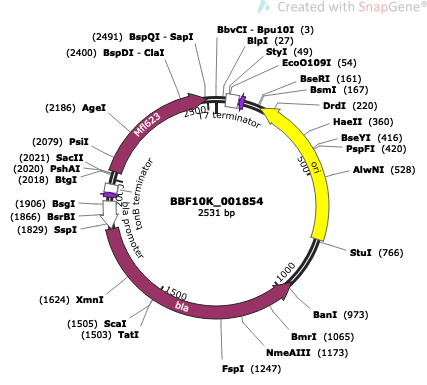 Created with SnapGene®
(2491) BspQI - SapI
(2400) BspDI - ClaI
(2186) AgeI
(2079) PsiI
(2021) SacII
(2020) PshAI
(2018) BtgI
(1906) BsgI
(1866) BsrBI
(1829) SspI
(1624) XmnI
(1505) ScaI
(1503) TatI
BbvCI - Bpu10I (3)
BlpI (27)
StyI (49)
EcoO109I (54)
BseRI (161)
BsmI (167)
DrdI (220)
HaeII (360)
BseYI (416)
PspFI (420)
AlwNI (528)
StuI (766)
BanI (973)
BmrI (1065)
NmeAIII (1173)
FspI (1247)
Mfl623
2500
T7 terminator
ori
500
1000
1500
bla
bla promoter
tonB terminator
BBF10K_001854
2531 bp